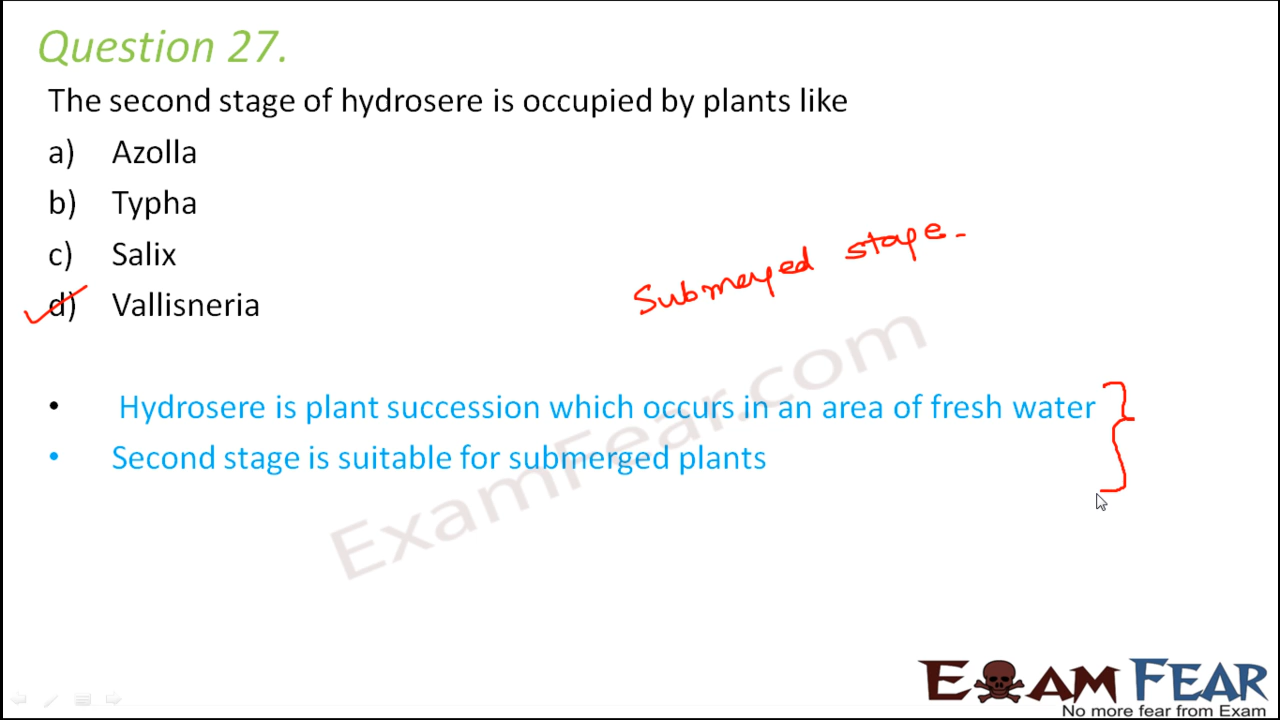 Question 27.
The second stage of hydrosere is occupied by plants like
a) Azolla
b) Typha
c) Salix
d) Vallisneria
Submerged stage.
• Hydrosere is plant succession which occurs in an area of fresh water
• Second stage is suitable for submerged plants
ExamFear.com
EXAM FEAR
No more fear from Exam